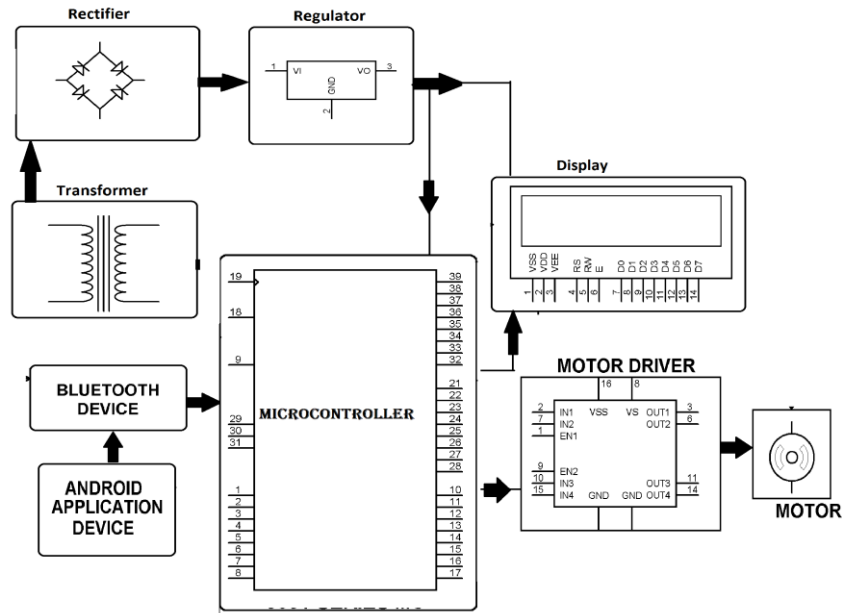 Rectifier
Regulator
1 VI VO 3
GND
2
Transformer
Display
VSS VDD VEE RS RW E D0 D1 D2 D3 D4 D5 D6 D7
1 2 3 4 5 6 7 8 9 10 11 12 13 14
19 39
38
37
18 36
35
34
33
9 32
21
22
23
MICROCONTROLLER
29 24
30 25
31 26
27
28
1 10
2 11
3 12
4 13
5 14
6 15
7 16
8 17
BLUETOOTH
DEVICE
ANDROID
APPLICATION
DEVICE
MOTOR DRIVER
16 8
2 IN1 VSS VS OUT1 3
7 IN2 OUT2 6
1 EN1
9 EN2
10 IN3 OUT3 11
15 IN4 GND GND OUT4 14
MOTOR